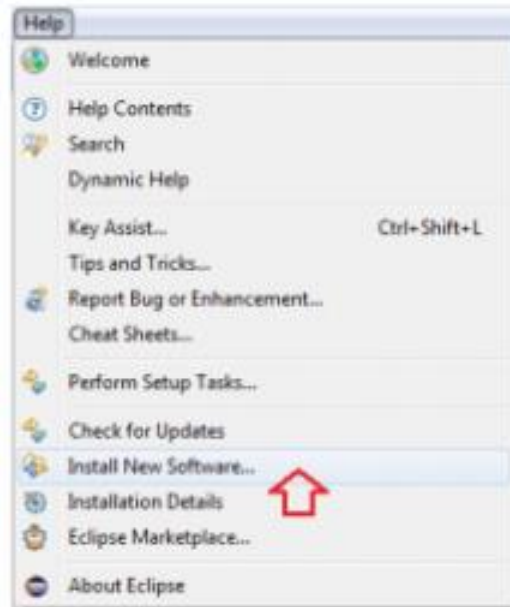 Help
Welcome
Help Contents
Search
Dynamic Help
Key Assist... Ctrl+Shift+L
Tips and Tricks...
Report Bug or Enhancement...
Cheat Sheets...
Perform Setup Tasks...
Check for Updates
Install New Software...
Installation Details
Eclipse Marketplace...
About Eclipse